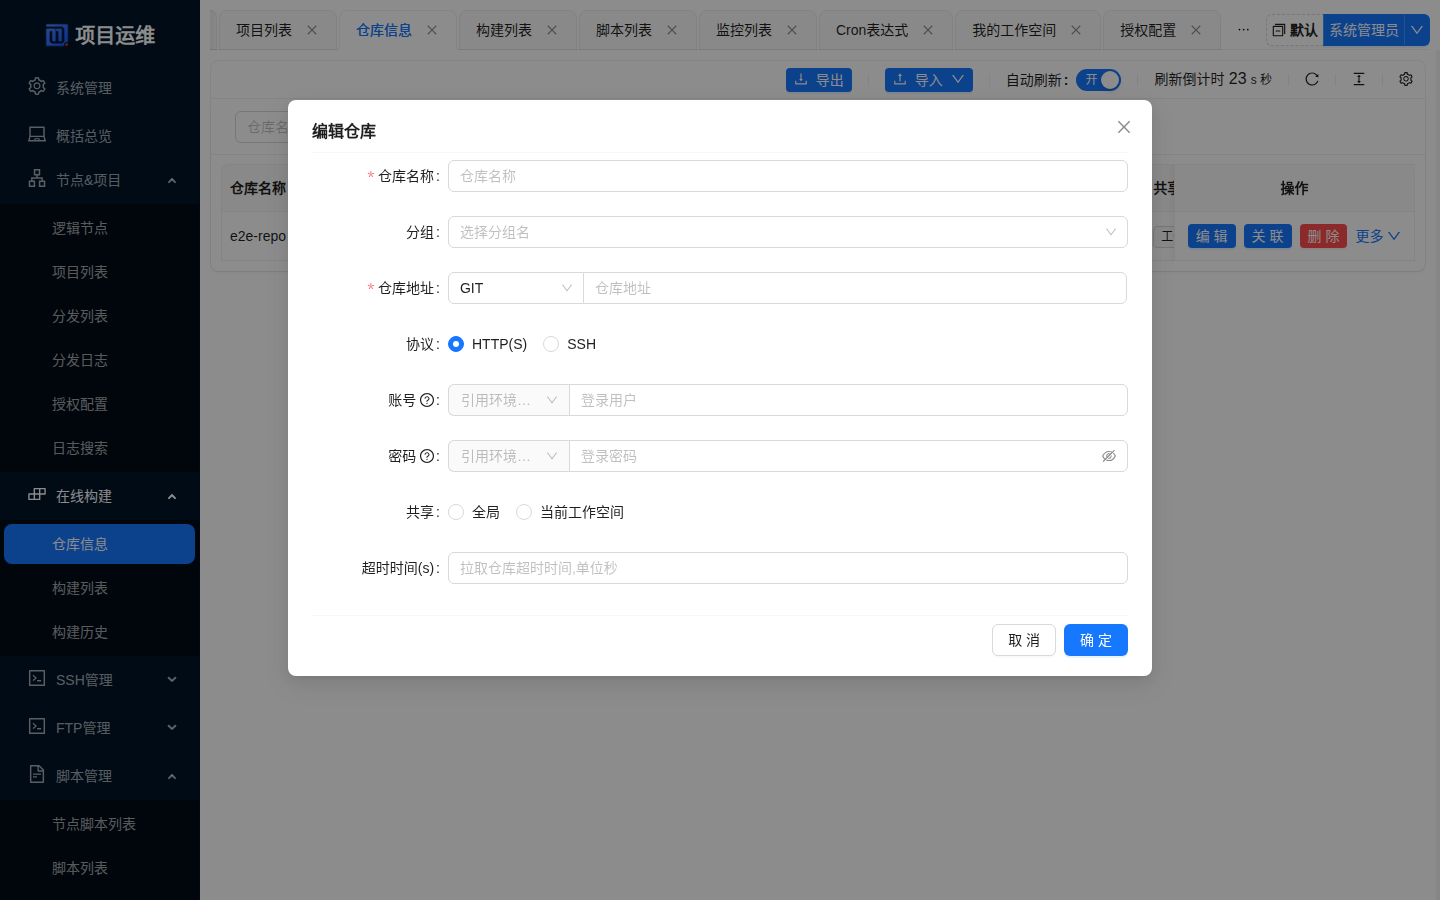 项目运维
系统管理
概括总览
节点&项目
逻辑节点
项目列表
分发列表
分发日志
授权配置
日志搜索
在线构建
仓库信息
构建列表
构建历史
SSH管理
FTP管理
脚本管理
节点脚本列表
脚本列表
项目列表 仓库信息 构建列表 脚本列表 监控列表 Cron表达式 我的工作空间 授权配置 ··· 默认 系统管理员
导出 导入 自动刷新: 开 刷新倒计时 23 s 秒
仓库名
仓库名称 共享 操作
e2e-repo 工 编 辑 关 联 删 除 更多
编辑仓库
* 仓库名称: 仓库名称
分组: 选择分组名
* 仓库地址: GIT 仓库地址
协议: HTTP(S) SSH
账号 : 引用环境... 登录用户
密码 : 引用环境... 登录密码
共享: 全局 当前工作空间
超时时间(s): 拉取仓库超时时间,单位秒
取 消 确 定